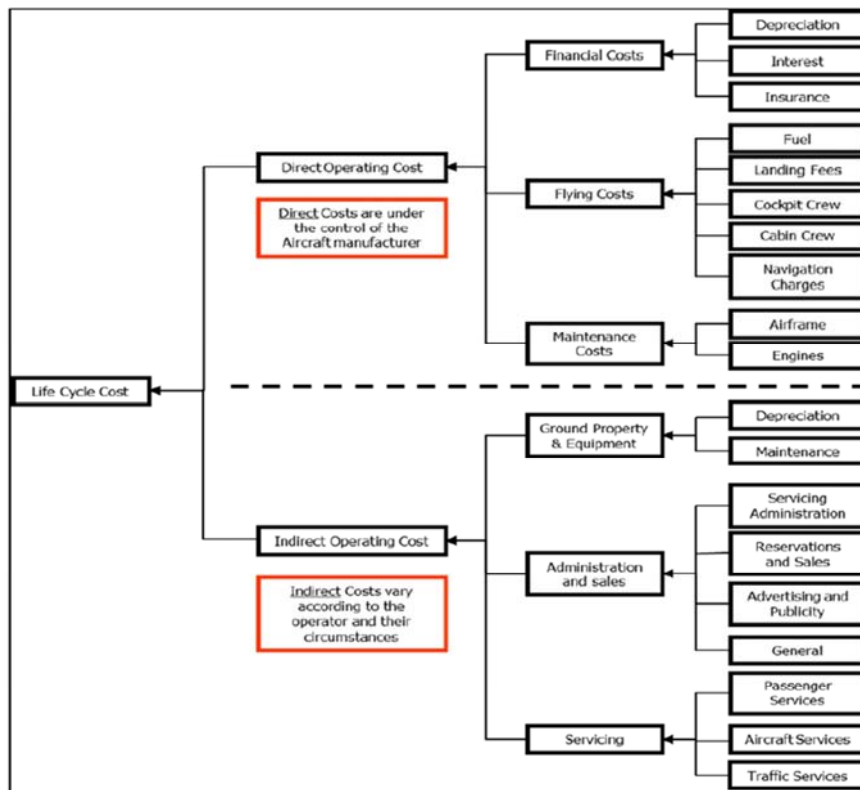 Depreciation
Financial Costs
Interest
Insurance
Fuel
Direct Operating Cost
Landing Fees
Flying Costs
Cockpit Crew
Direct Costs are under
the control of the
Aircraft manufacturer
Cabin Crew
Navigation
Charges
Maintenance
Costs
Airframe
Engines
Life Cycle Cost
Ground Property
& Equipment
Depreciation
Maintenance
Servicing
Administration
Indirect Operating Cost
Administration
and sales
Reservations
and Sales
Indirect Costs vary
according to the
operator and their
circumstances
Advertising and
Publicity
General
Passenger
Services
Servicing
Aircraft Services
Traffic Services